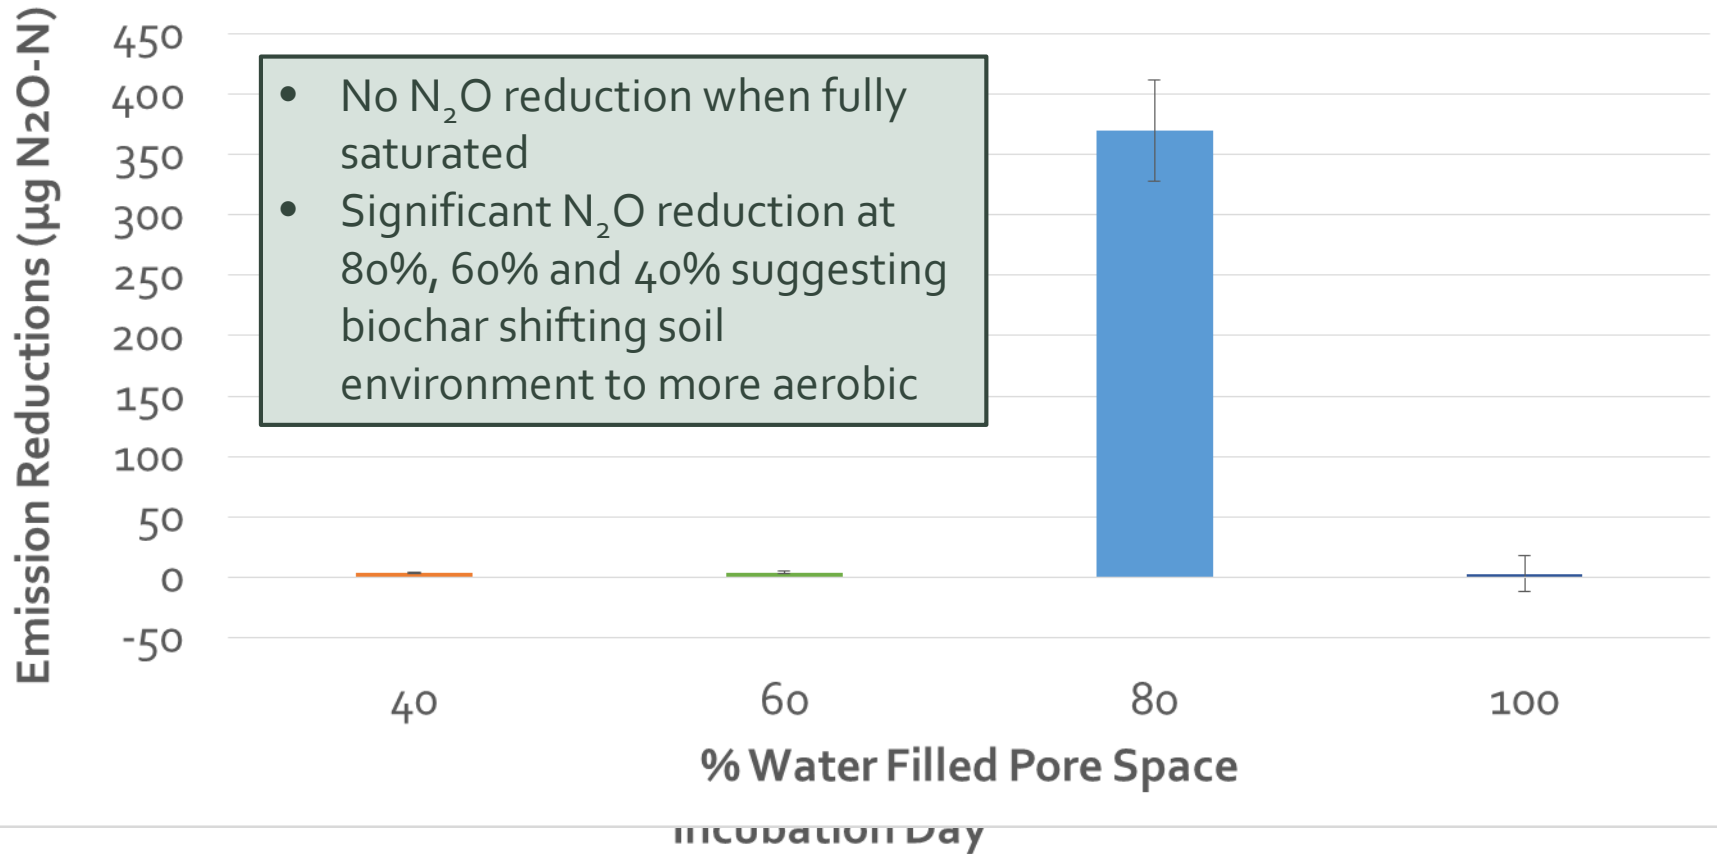 Emission Reductions (µg N2O-N)
450
400
350
300
250
200
150
100
50
0
-50
• No N₂O reduction when fully
saturated
• Significant N₂O reduction at
80%, 60% and 40% suggesting
biochar shifting soil
environment to more aerobic
40 60 80 100
% Water Filled Pore Space
Incubation Day